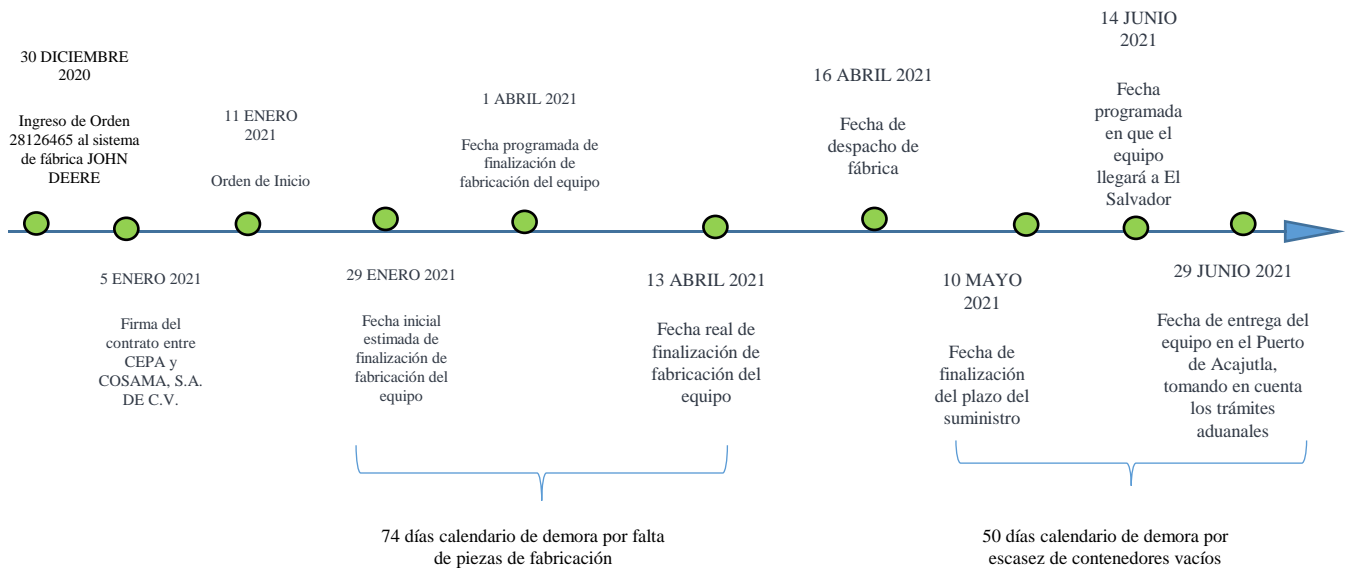 30 DICIEMBRE
2020
Ingreso de Orden
28126465 al sistema
de fábrica JOHN
DEERE
5 ENERO 2021
Firma del
contrato entre
CEPA y
COSAMA, S.A.
DE C.V.
11 ENERO
2021
Orden de Inicio
29 ENERO 2021
Fecha inicial
estimada de
finalización de
fabricación del
equipo
1 ABRIL 2021
Fecha programada de
finalización de
fabricación del equipo
13 ABRIL 2021
Fecha real de
finalización de
fabricación del
equipo
16 ABRIL 2021
Fecha de
despacho de
fábrica
10 MAYO
2021
Fecha de
finalización
del plazo del
suministro
14 JUNIO
2021
Fecha
programada
en que el
equipo
llegará a El
Salvador
29 JUNIO 2021
Fecha de entrega del
equipo en el Puerto
de Acajutla,
tomando en cuenta
los trámites
aduanales
74 días calendario de demora por falta
de piezas de fabricación
50 días calendario de demora por
escasez de contenedores vacíos